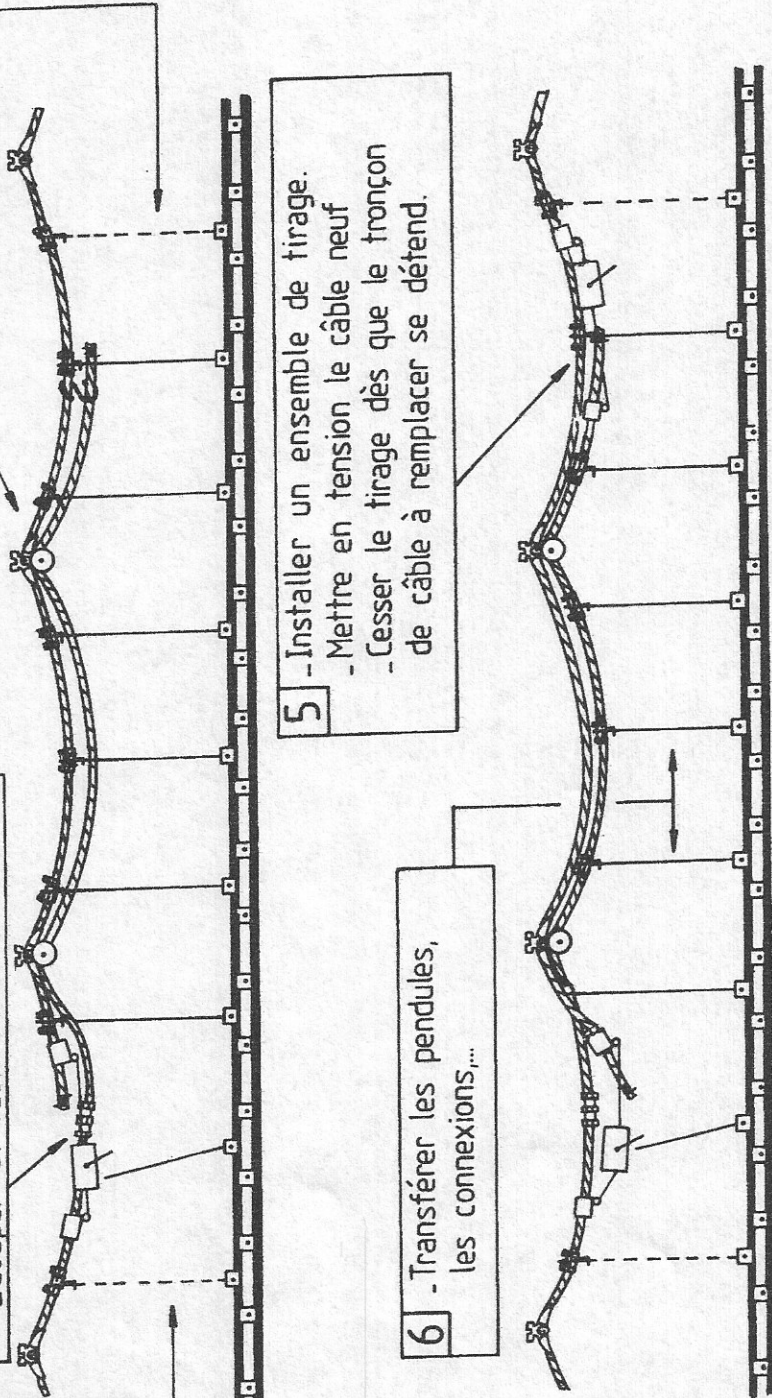 5 - Installer un ensemble de tirage.
- Mettre en tension le câble neuf
- Cesser le tirage dès que le tronçon
de câble à remplacer se détend.
6 - Transférer les pendules,
les connexions,...